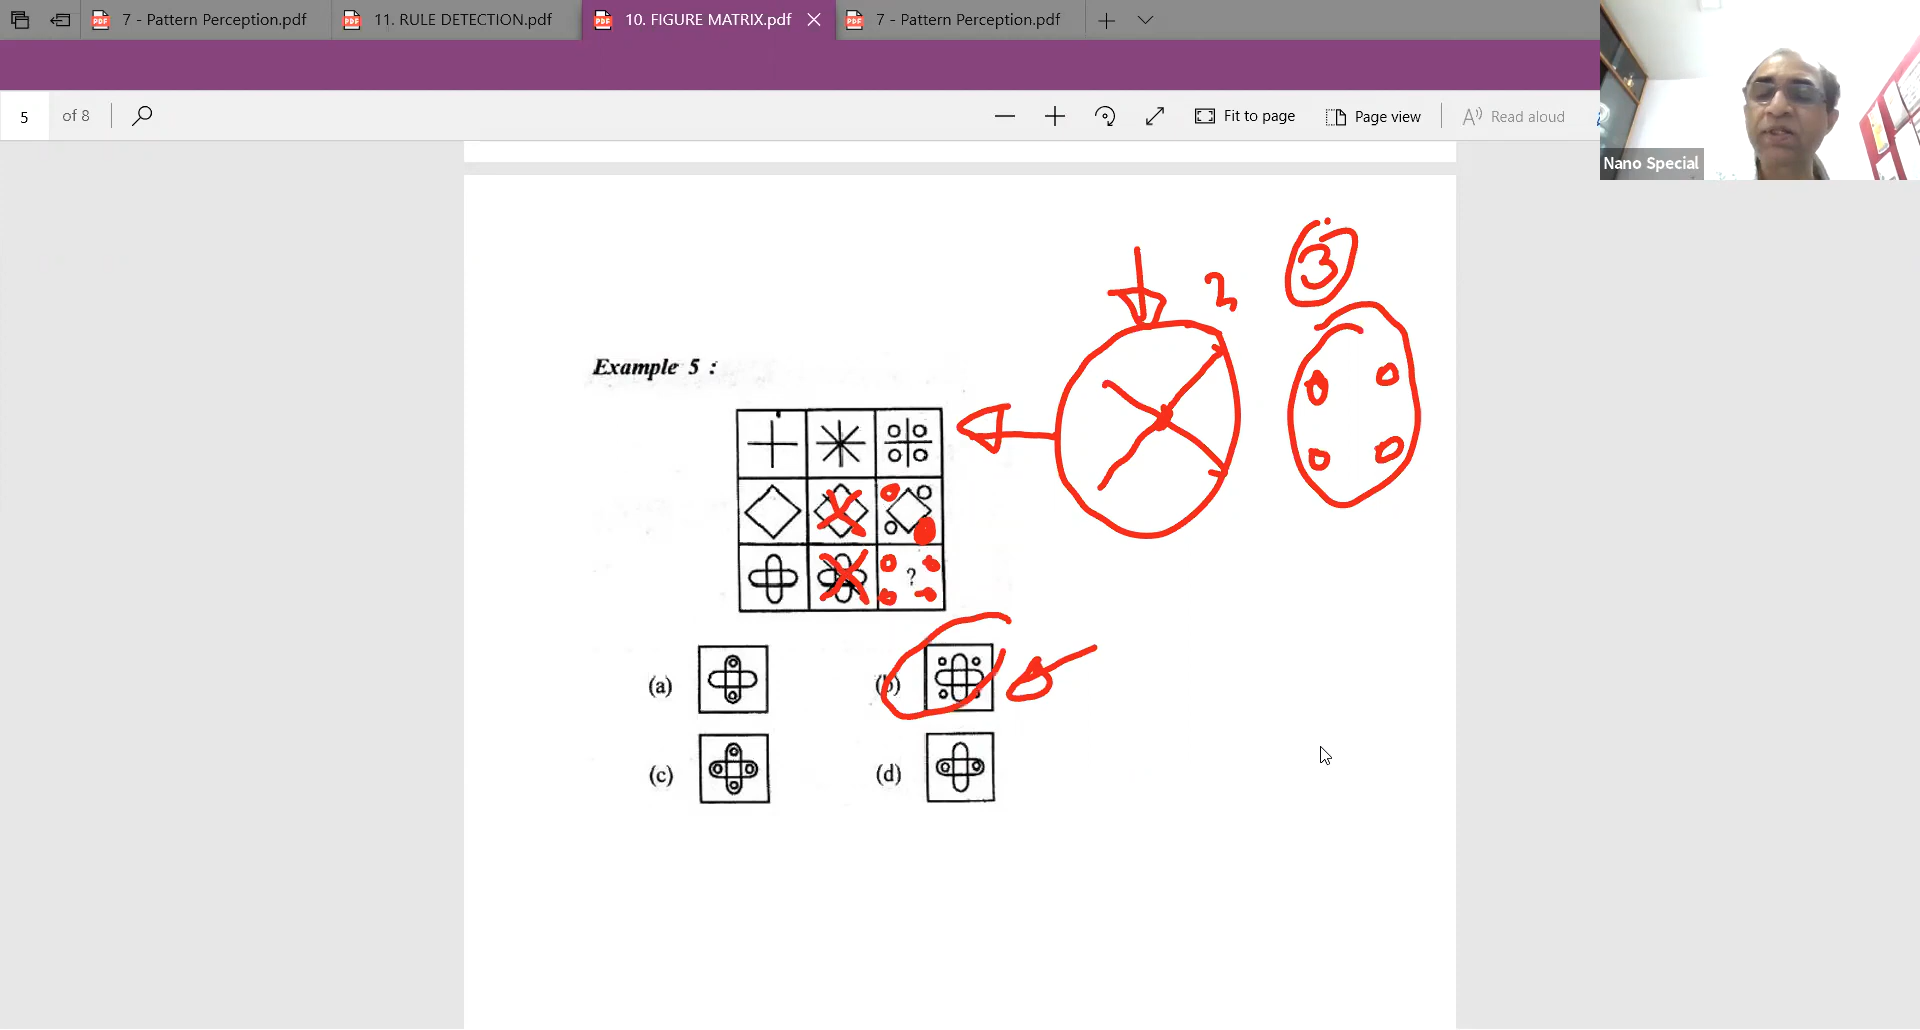 7 - Pattern Perception.pdf
11. RULE DETECTION.pdf
10. FIGURE MATRIX.pdf
7 - Pattern Perception.pdf
5 of 8
Fit to page
Page view
Read aloud
Nano Special
2
3
Example 5 :
?
(a)
(b)
(c)
(d)